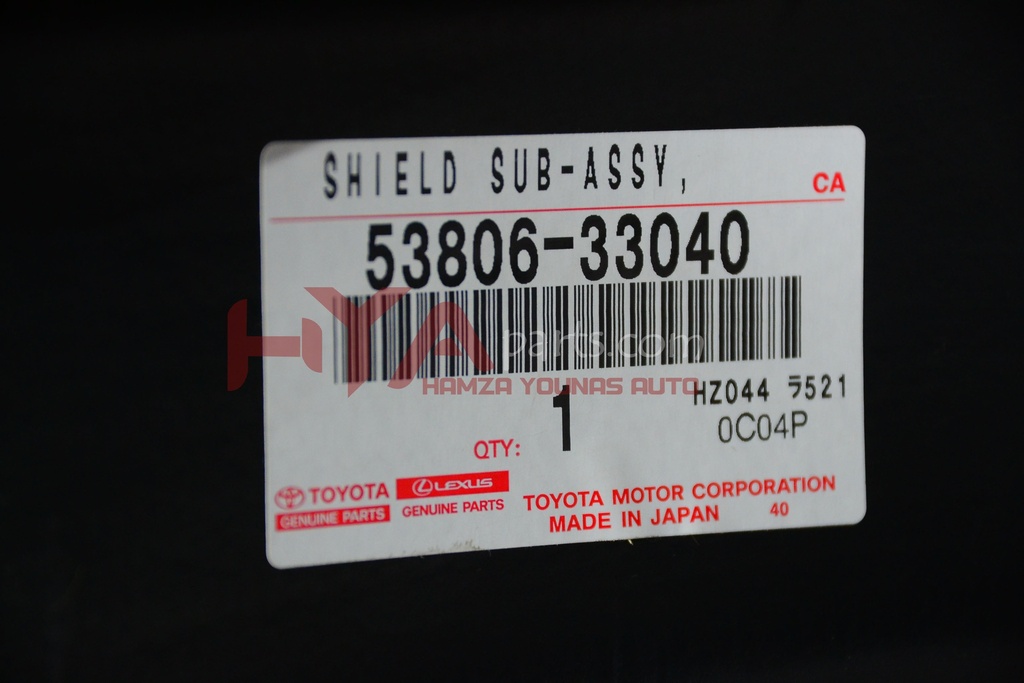 SHIELD SUB-ASSY,
CA
53806-33040
HYA parts.com
HAMZA YOUNAS AUTO
HZ044 ラ521
0C04P
QTY: 1
TOYOTA
GENUINE PARTS
LEXUS
GENUINE PARTS
TOYOTA MOTOR CORPORATION
MADE IN JAPAN 40